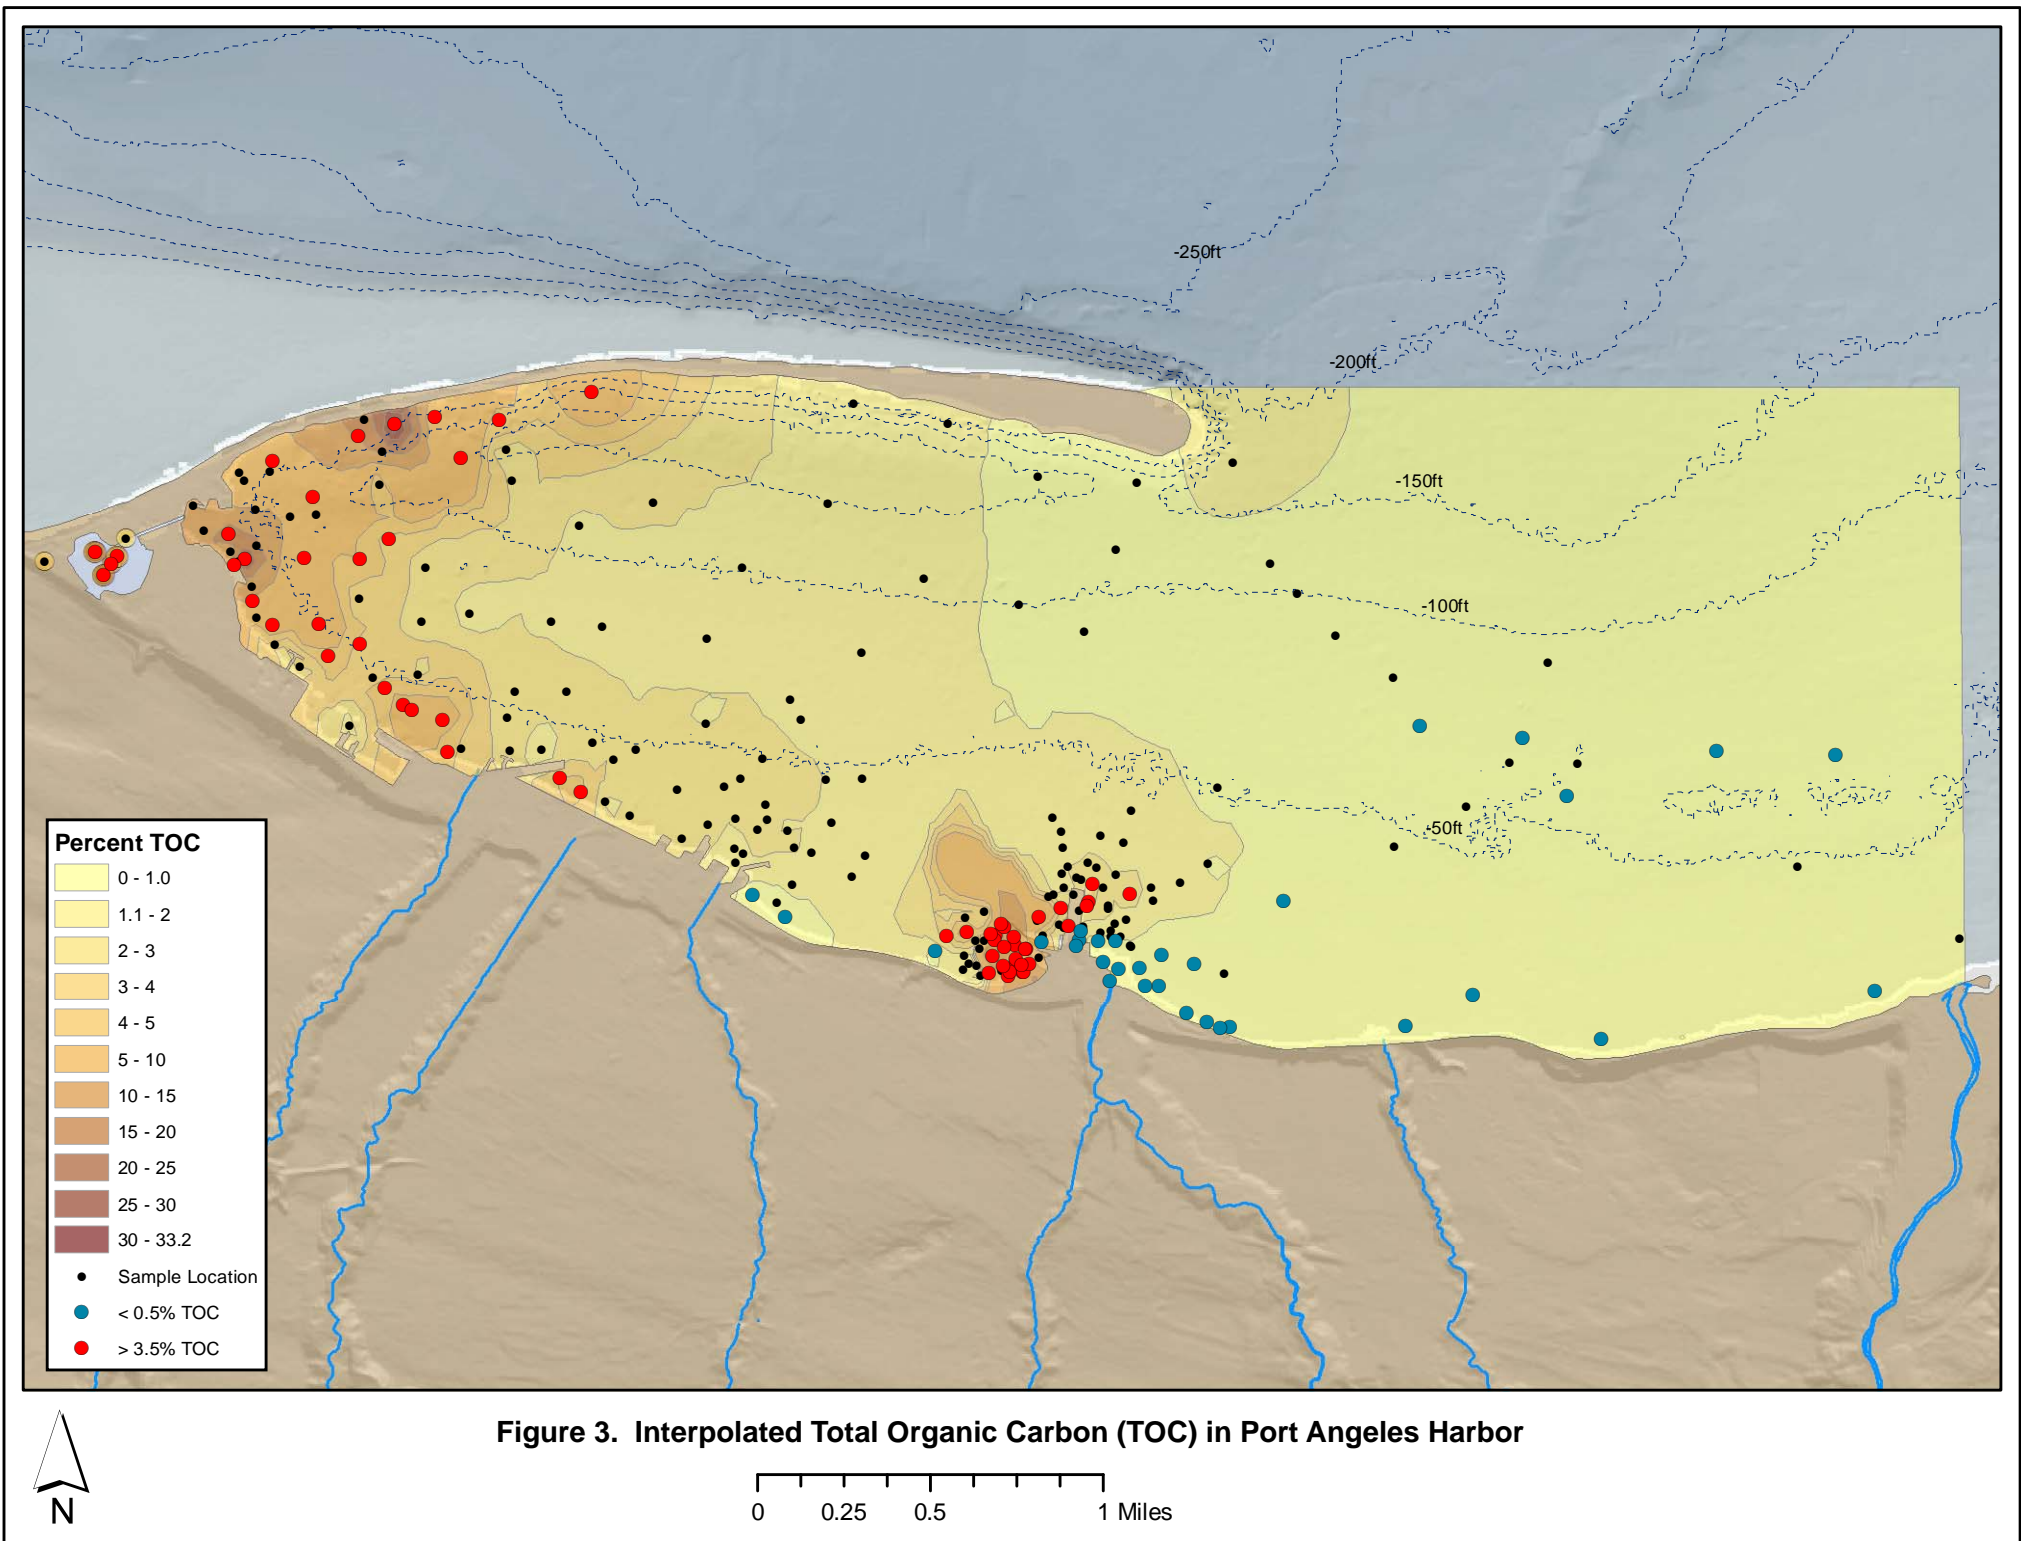 -250ft
-200ft
-150ft
-100ft
-50ft
Percent TOC
0 - 1.0
1.1 - 2
2 - 3
3 - 4
4 - 5
5 - 10
10 - 15
15 - 20
20 - 25
25 - 30
30 - 33.2
Sample Location
< 0.5% TOC
> 3.5% TOC
Figure 3. Interpolated Total Organic Carbon (TOC) in Port Angeles Harbor
N
0 0.25 0.5 1 Miles